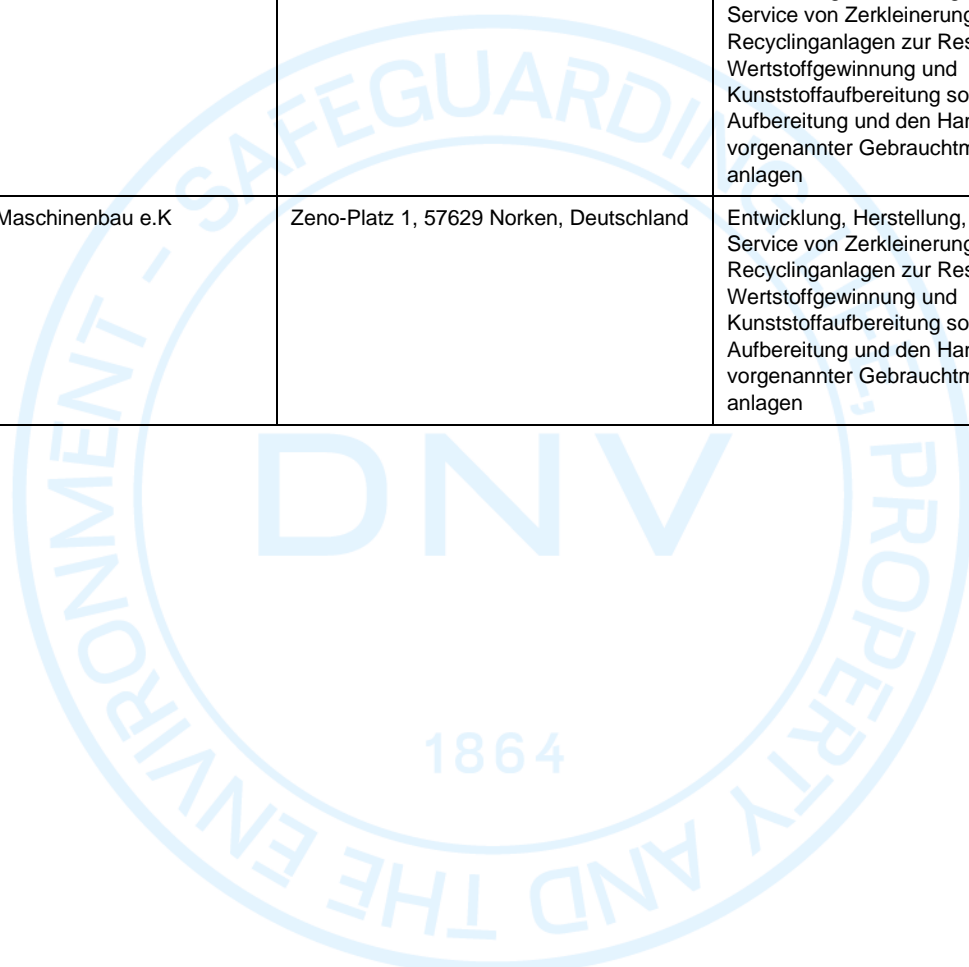 Service von Zerkleinerung
Recyclinganlagen zur Res
Wertstoffgewinnung und
Kunststoffaufbereitung so
Aufbereitung und den Har
vorgenannter Gebrauchtm
anlagen
Maschinenbau e.K
Zeno-Platz 1, 57629 Norken, Deutschland
Entwicklung, Herstellung,
Service von Zerkleinerung
Recyclinganlagen zur Res
Wertstoffgewinnung und
Kunststoffaufbereitung so
Aufbereitung und den Har
vorgenannter Gebrauchtm
anlagen
SAFEGUARDING LIFE, PROPERTY AND THE ENVIRONMENT -
DNV
1864